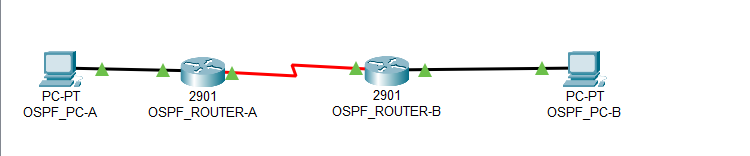 PC-PT
OSPF_PC-A
2901
OSPF_ROUTER-A
2901
OSPF_ROUTER-B
PC-PT
OSPF_PC-B